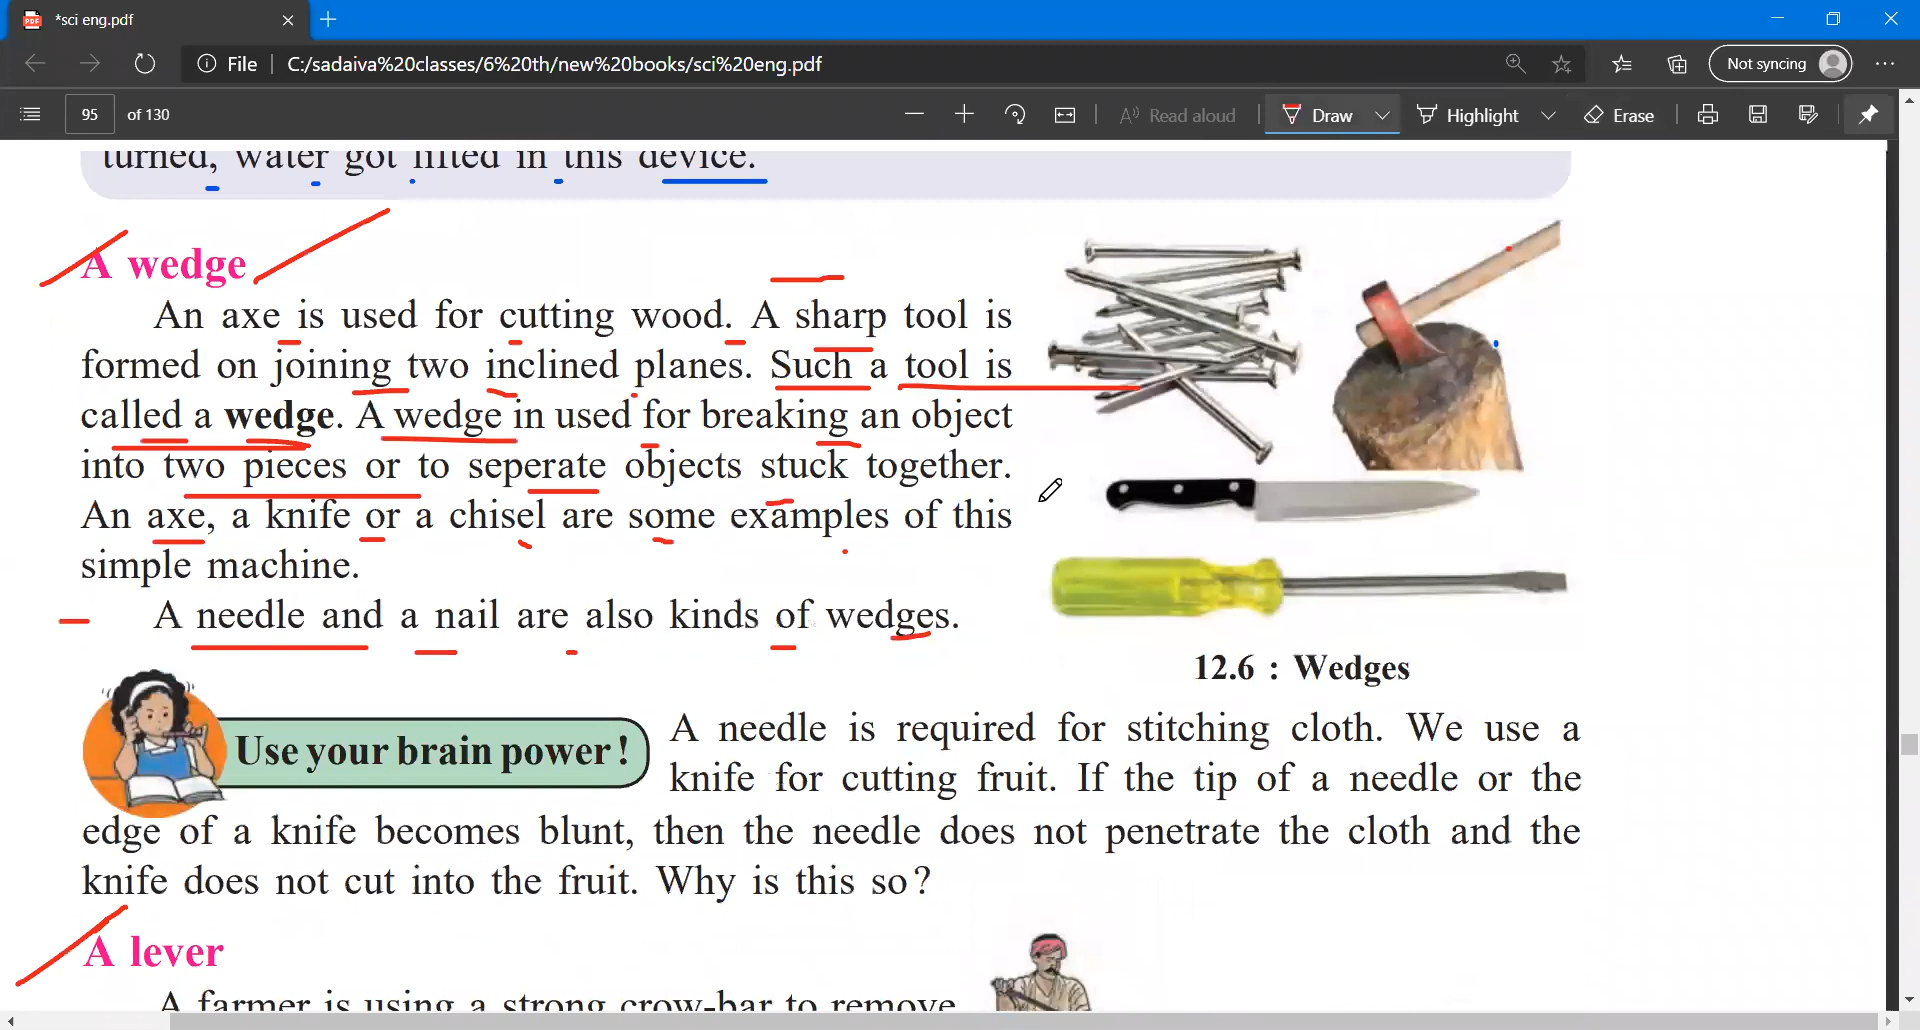 *sci eng.pdf
File
C:/sadaiva%20classes/6%20th/new%20books/sci%20eng.pdf
Not syncing
95 of 130
Read aloud
Draw
Highlight
Erase
turned, water got lifted in this device.
A wedge
An axe is used for cutting wood. A sharp tool is
formed on joining two inclined planes. Such a tool is
called a wedge. A wedge in used for breaking an object
into two pieces or to seperate objects stuck together.
An axe, a knife or a chisel are some examples of this
simple machine.
A needle and a nail are also kinds of wedges.
12.6 : Wedges
Use your brain power!
A needle is required for stitching cloth. We use a
knife for cutting fruit. If the tip of a needle or the
edge of a knife becomes blunt, then the needle does not penetrate the cloth and the
knife does not cut into the fruit. Why is this so?
A lever
A farmer is using a strong crow-bar to remove